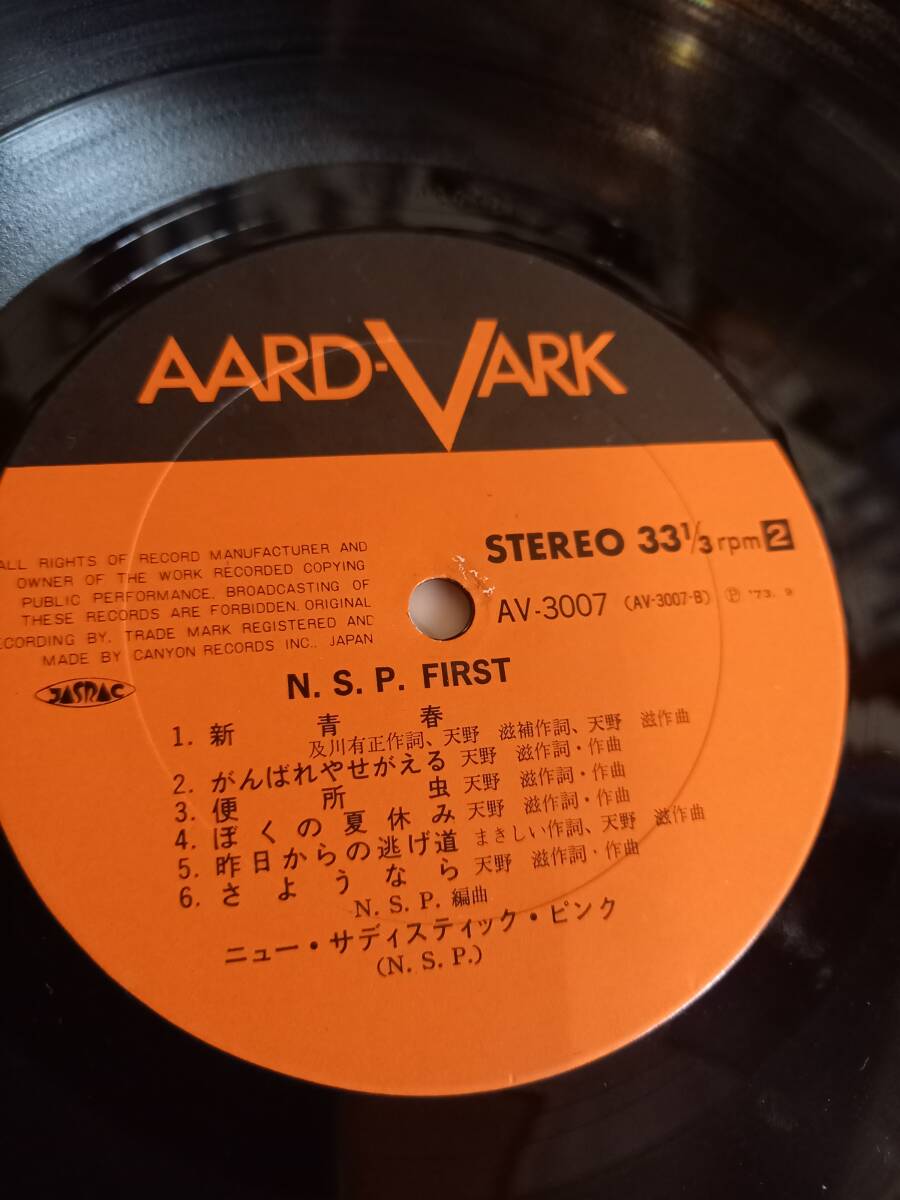 AARD-VARK
ALL RIGHTS OF RECORD MANUFACTURER AND
OWNER OF THE WORK RECORDED COPYING
PUBLIC PERFORMANCE. BROADCASTING OF
THESE RECORDS ARE FORBIDDEN. ORIGINAL
RECORDING BY. TRADE MARK REGISTERED AND
MADE BY CANYON RECORDS INC., JAPAN
STEREO 33 1/3 rpm 2
AV-3007 (AV-3007-B) Ⓟ '73. 9
JASRAC
N. S. P. FIRST
1. 新青春
及川有正作詞、天野 滋補作詞、天野 滋作曲
2. がんばれやせがえる 天野 滋作詞・作曲
3. 便所虫 天野 滋作詞・作曲
4. ぼくの夏休み 天野 滋作詞・作曲
5. 昨日からの逃げ道 まきしい作詞、天野 滋作曲
6. さようなら 天野 滋作詞・作曲
N. S. P. 編曲
ニュー・サディスティック・ピンク
(N. S. P.)